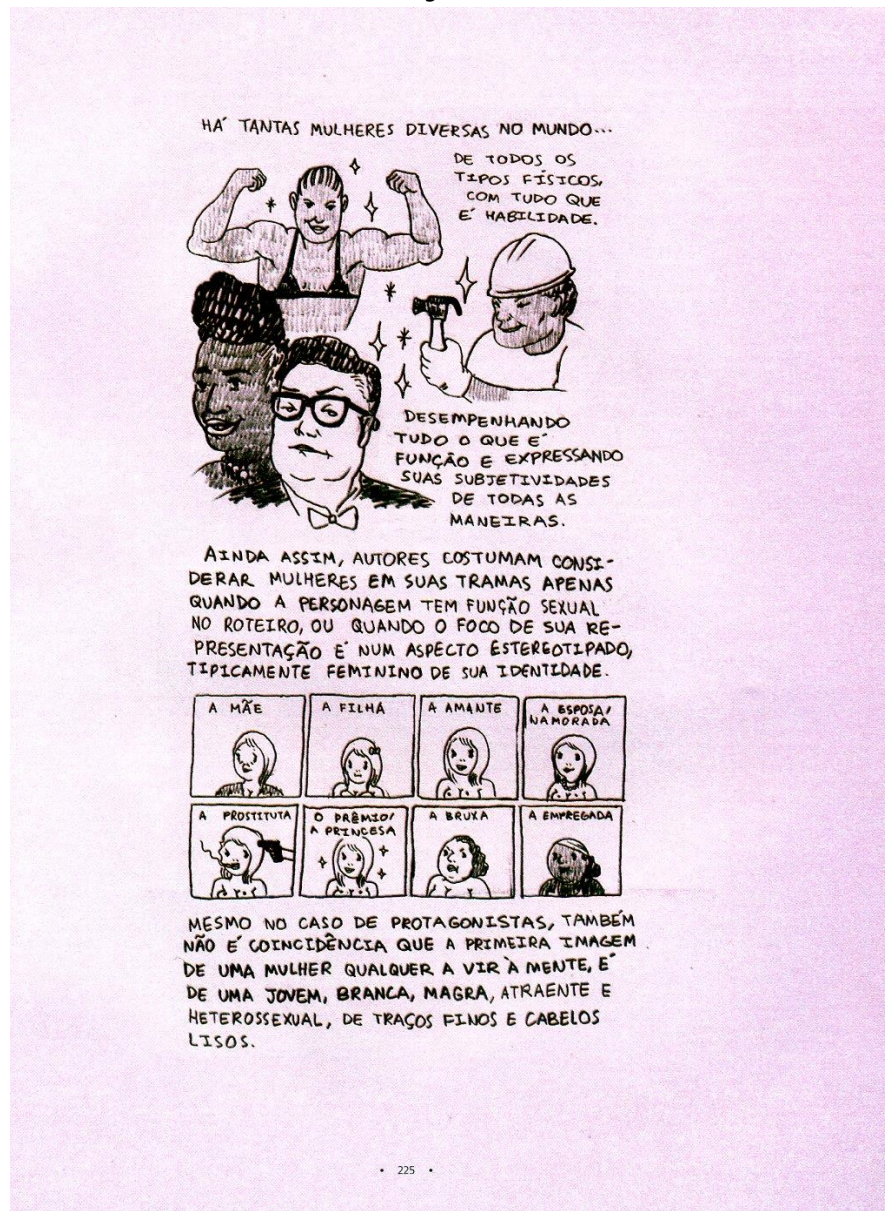 HÁ TANTAS MULHERES DIVERSAS NO MUNDO...
DE TODOS OS
TIPOS FÍSICOS,
COM TUDO QUE
É HABILIDADE.
DESEMPENHANDO
TUDO O QUE É
FUNÇÃO E EXPRESSANDO
SUAS SUBJETIVIDADES
DE TODAS AS
MANEIRAS.
AINDA ASSIM, AUTORES COSTUMAM CONSI-
DERAR MULHERES EM SUAS TRAMAS APENAS
QUANDO A PERSONAGEM TEM FUNÇÃO SEXUAL
NO ROTEIRO, OU QUANDO O FOCO DE SUA RE-
PRESENTAÇÃO É NUM ASPECTO ESTEREOTIPADO,
TIPICAMENTE FEMININO DE SUA IDENTIDADE.
A MÃE
A FILHA
A AMANTE
A ESPOSA/
NAMORADA
A PROSTITUTA
O PRÊMIO/
A PRINCESA
A BRUXA
A EMPREGADA
MESMO NO CASO DE PROTAGONISTAS, TAMBÉM
NÃO É COINCIDÊNCIA QUE A PRIMEIRA IMAGEM
DE UMA MULHER QUALQUER A VIR À MENTE, É
DE UMA JOVEM, BRANCA, MAGRA, ATRAENTE E
HETEROSSEXUAL, DE TRAÇOS FINOS E CABELOS
LISOS.
• 225 •